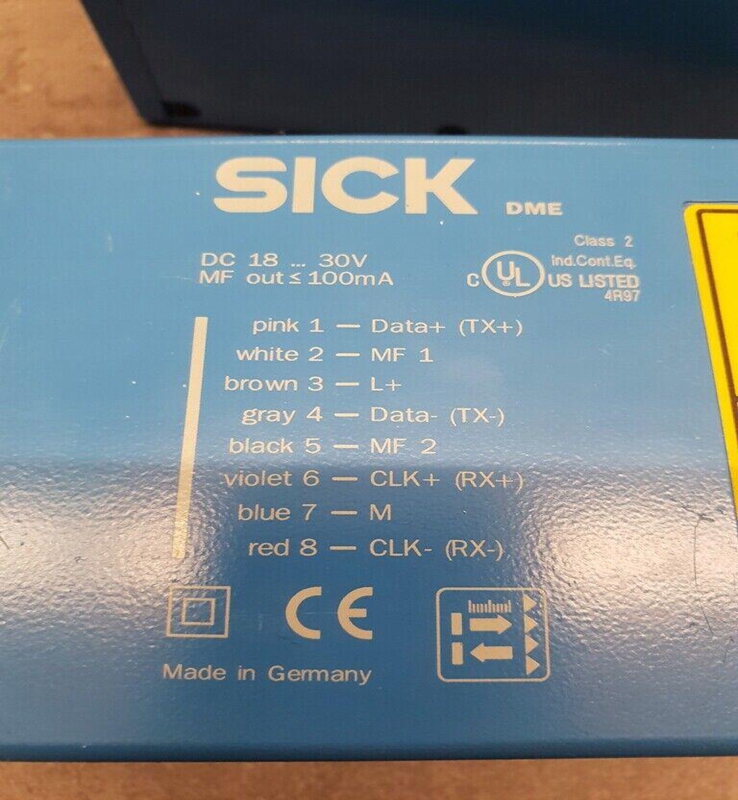 SICK DME
DC 18 ... 30V
MF out ≤ 100mA
Class 2
Ind.Cont.Eq.
C UL US LISTED
4R97
pink 1 — Data+ (TX+)
white 2 — MF 1
brown 3 — L+
gray 4 — Data- (TX-)
black 5 — MF 2
violet 6 — CLK+ (RX+)
blue 7 — M
red 8 — CLK- (RX-)
CE
Made in Germany